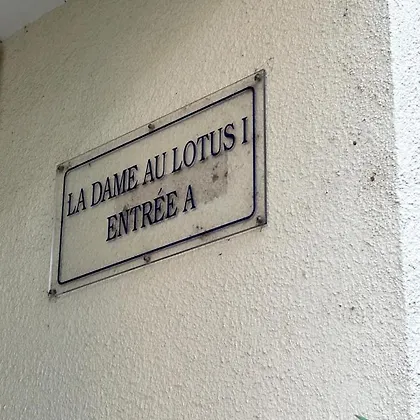 LA DAME AU LOTUS I
ENTRÉE A